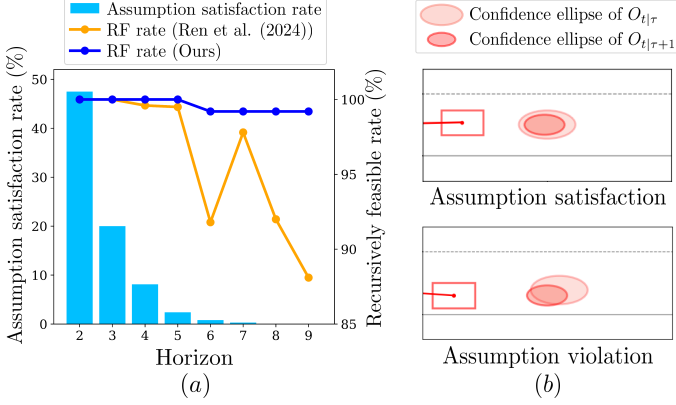 Assumption satisfaction rate
RF rate (Ren et al. (2024))
RF rate (Ours)
Assumption satisfaction rate (%)
50
40
30
20
10
0
100
95
90
85
Recursively feasible rate (%)
2 3 4 5 6 7 8 9
Horizon
(a)
Confidence ellipse of O_{t|τ}
Confidence ellipse of O_{t|τ+1}
Assumption satisfaction
Assumption violation
(b)